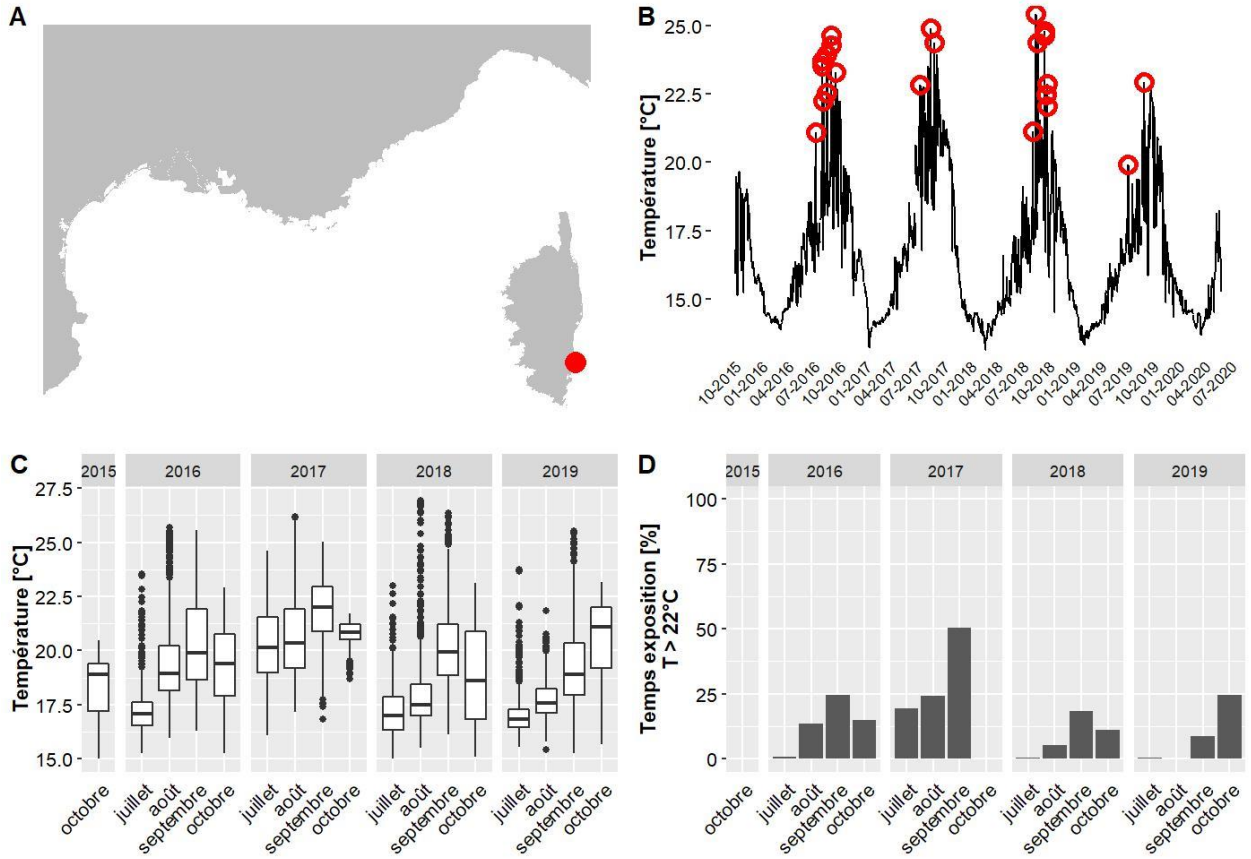 A
B
Température [°C]
25.0
22.5
20.0
17.5
15.0
10-2015
01-2016
04-2016
07-2016
10-2016
01-2017
04-2017
07-2017
10-2017
01-2018
04-2018
07-2018
10-2018
01-2019
04-2019
07-2019
10-2019
01-2020
04-2020
07-2020
C
2015 2016 2017 2018 2019
Température [°C]
27.5
25.0
22.5
20.0
17.5
15.0
octobre
juillet
août
septembre
octobre
juillet
août
septembre
octobre
juillet
août
septembre
octobre
juillet
août
septembre
octobre
D
2015 2016 2017 2018 2019
Temps exposition [%]
T > 22°C
100
75
50
25
0
octobre
juillet
août
septembre
octobre
juillet
août
septembre
octobre
juillet
août
septembre
octobre
juillet
août
septembre
octobre